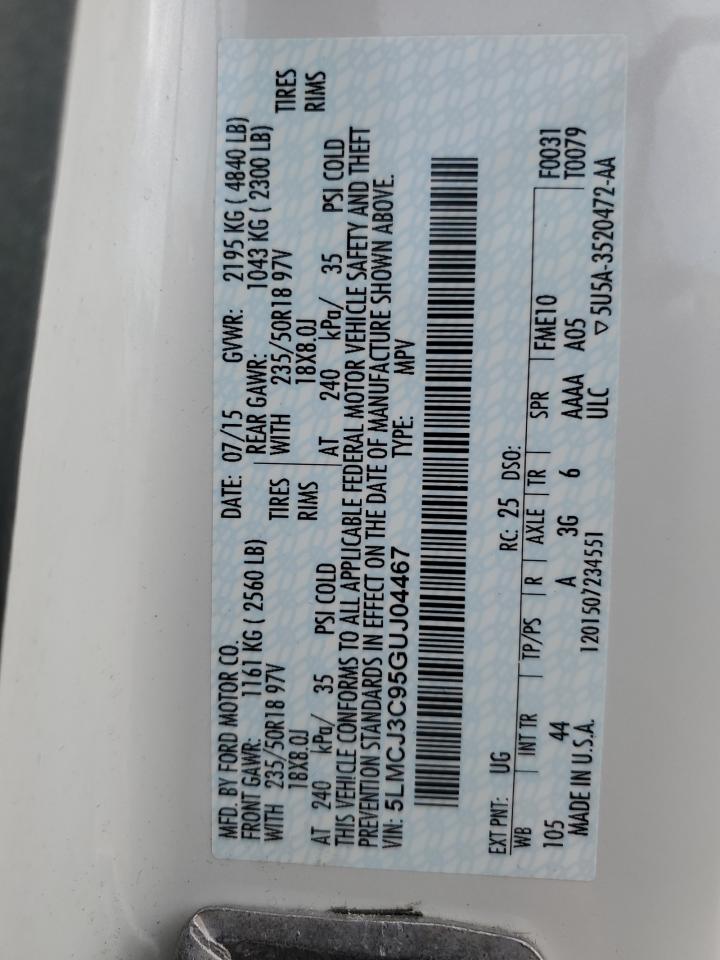 MFD. BY FORD MOTOR CO.
DATE: 07/15 GVWR: 2195 KG ( 4840 LB)
FRONT GAWR: 1161 KG ( 2560 LB)
REAR GAWR: 1043 KG ( 2300 LB)
WITH 235/50R18 97V TIRES
WITH 235/50R18 97V TIRES
18X8.0J RIMS
18X8.0J RIMS
AT 240 kPa/ 35 PSI COLD
AT 240 kPa/ 35 PSI COLD
THIS VEHICLE CONFORMS TO ALL APPLICABLE FEDERAL MOTOR VEHICLE SAFETY AND THEFT
PREVENTION STANDARDS IN EFFECT ON THE DATE OF MANUFACTURE SHOWN ABOVE.
VIN: 5LMCJ3C95GUJ04467 TYPE: MPV
EXT PNT: UG RC: 25 DSO:
WB INT TR TP/PS R AXLE TR SPR FME10 F0031
105 44 A 3G 6 AAAA A05 T0079
MADE IN U.S.A. ULC
1201507234551 ▽5U5A-3520472-AA